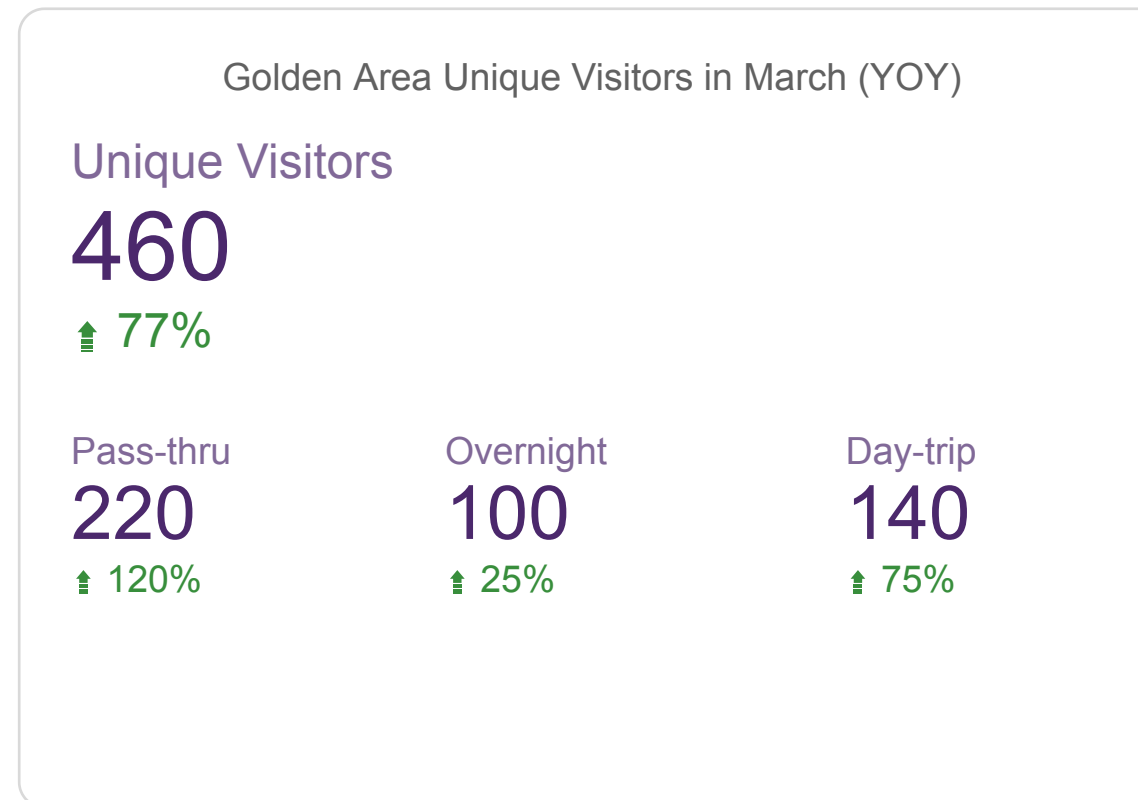 Golden Area Unique Visitors in March (YOY)
Unique Visitors
460
77%
Pass-thru Overnight Day-trip
220 100 140
120% 25% 75%